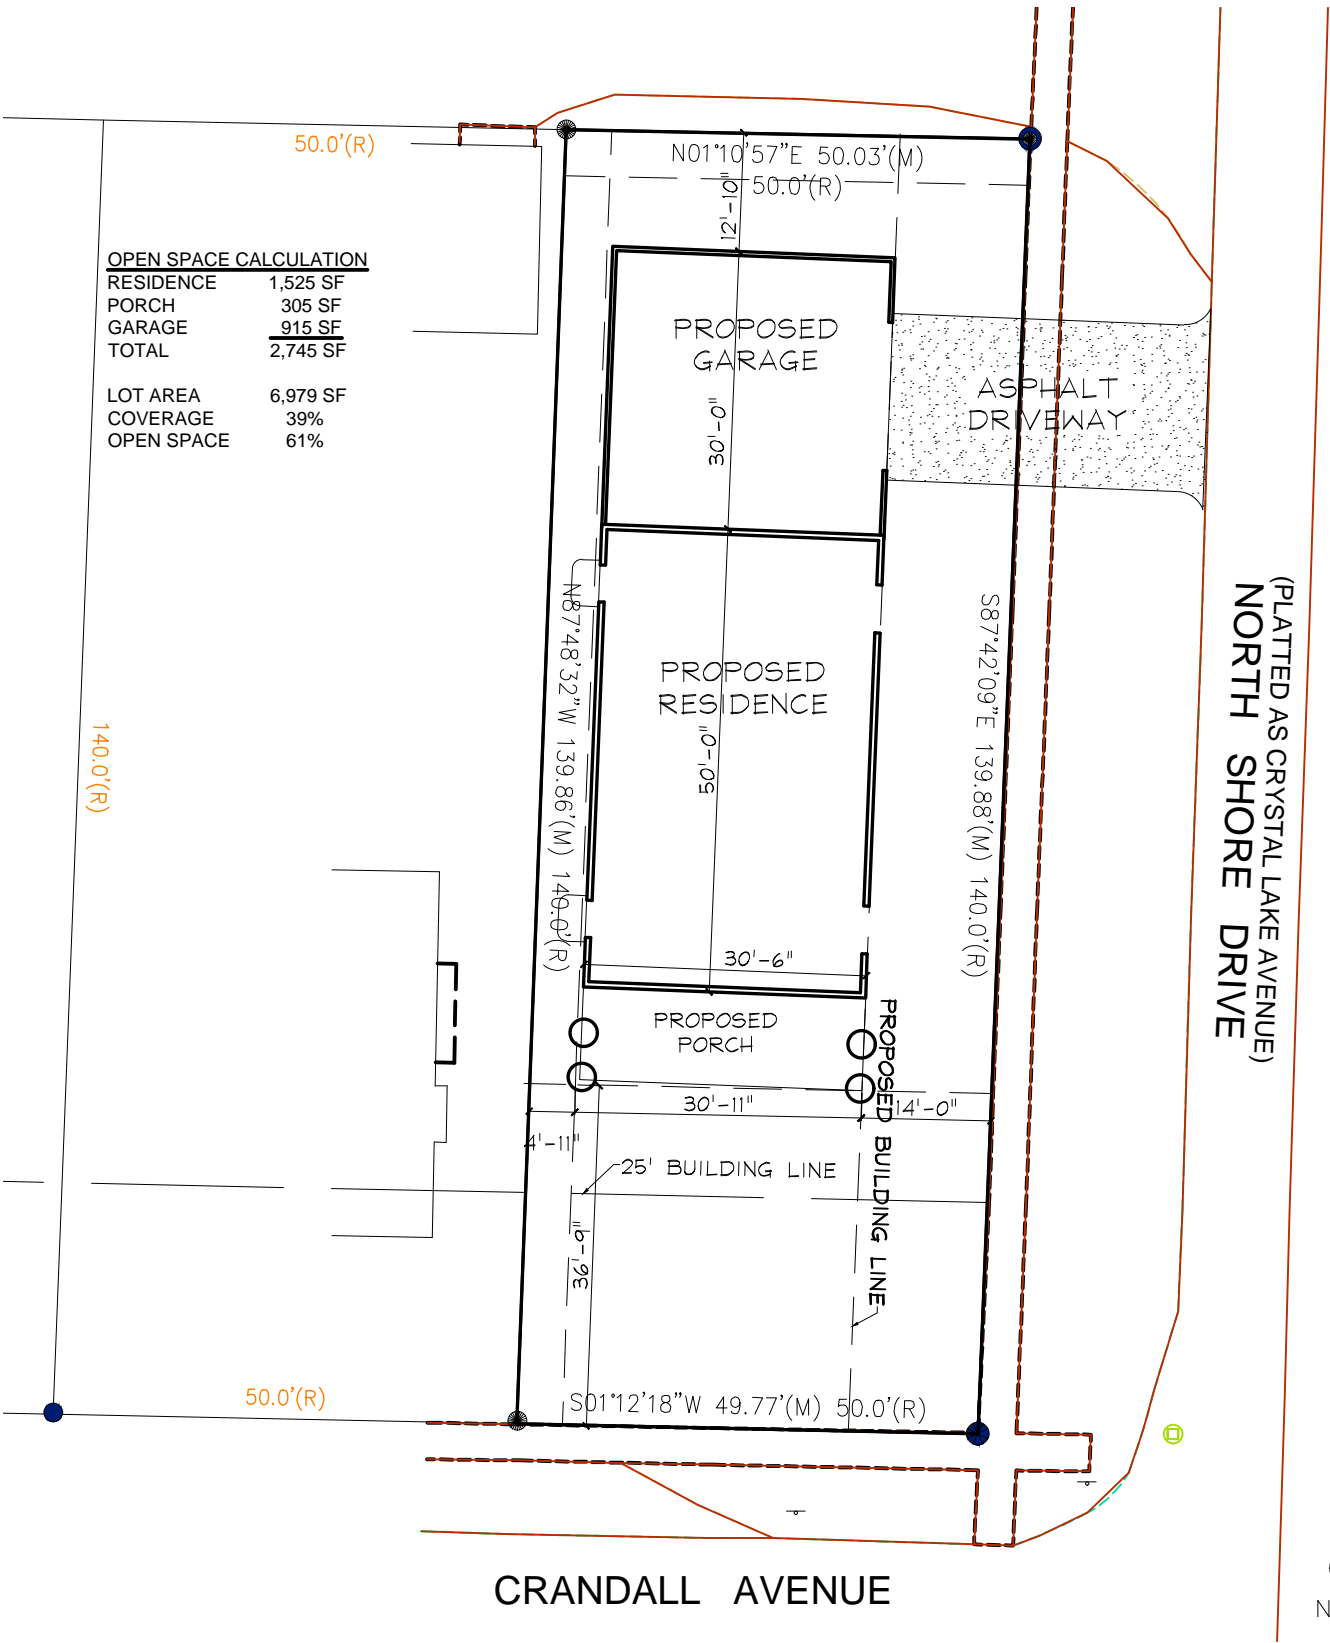 50.0'(R)
N01°10'57"E 50.03'(M)
50.0'(R)
12'-10"
OPEN SPACE CALCULATION
RESIDENCE 1,525 SF
PORCH 305 SF
GARAGE 915 SF
TOTAL 2,745 SF
LOT AREA 6,979 SF
COVERAGE 39%
OPEN SPACE 61%
PROPOSED
GARAGE
30'-0"
ASPHALT
DRIVEWAY
(PLATTED AS CRYSTAL LAKE AVENUE)
NORTH SHORE DRIVE
N87°48'32"W 139.86'(M) 140.0'(R)
S87°42'09"E 139.88'(M) 140.0'(R)
PROPOSED
RESIDENCE
50'-0"
140.0'(R)
30'-6"
PROPOSED
PORCH
PROPOSED BUILDING LINE
30'-11"
14'-0"
4'-11"
25' BUILDING LINE
36'-9"
50.0'(R)
S01°12'18"W 49.77'(M) 50.0'(R)
CRANDALL AVENUE
N